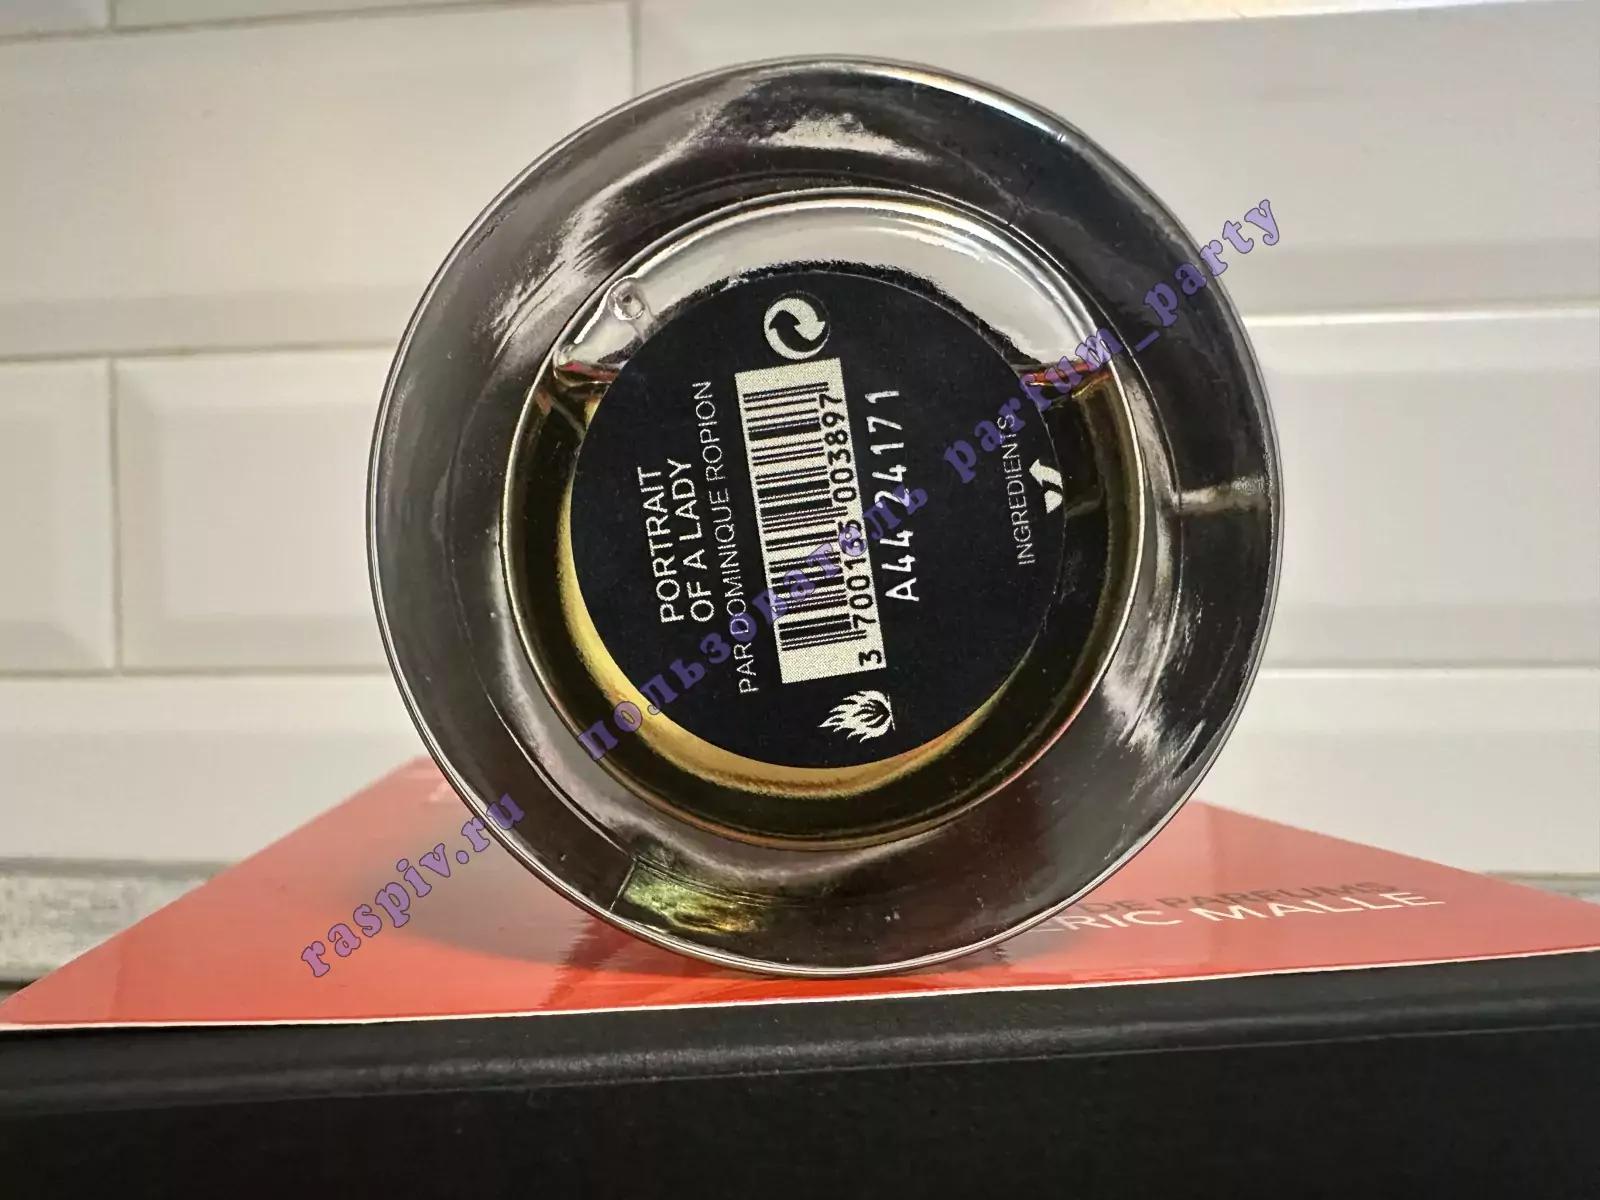 PORTRAIT
OF A LADY
PAR DOMINIQUE ROPION
3 700135 003897
A44 24171
INGREDIENTS
DE PARFUMS
ERIC MALLE
raspiv.ru пользователь parfum_party